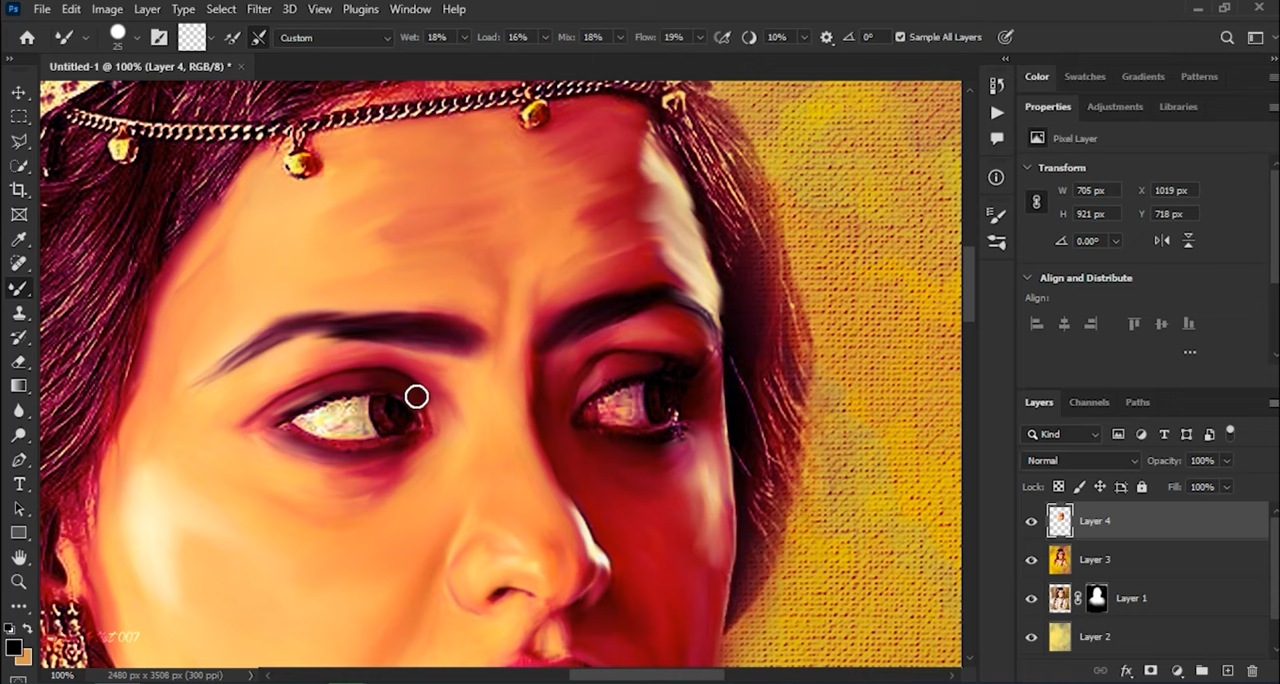 Ps File Edit Image Layer Type Select Filter 3D View Plugins Window Help
25 Custom Wet: 18% Load: 16% Mix: 18% Flow: 19% 10% 0° Sample All Layers
Untitled-1 @ 100% (Layer 4, RGB/8) *
Color Swatches Gradients Patterns
Properties Adjustments Libraries
Pixel Layer
Transform
W 705 px X 1019 px
H 921 px Y 718 px
0.00°
Align and Distribute
Align:
Layers Channels Paths
Kind
Normal Opacity: 100%
Lock: Fill: 100%
Layer 4
Layer 3
Layer 1
Layer 2
007
100% 2480 px x 3508 px (300 ppi)